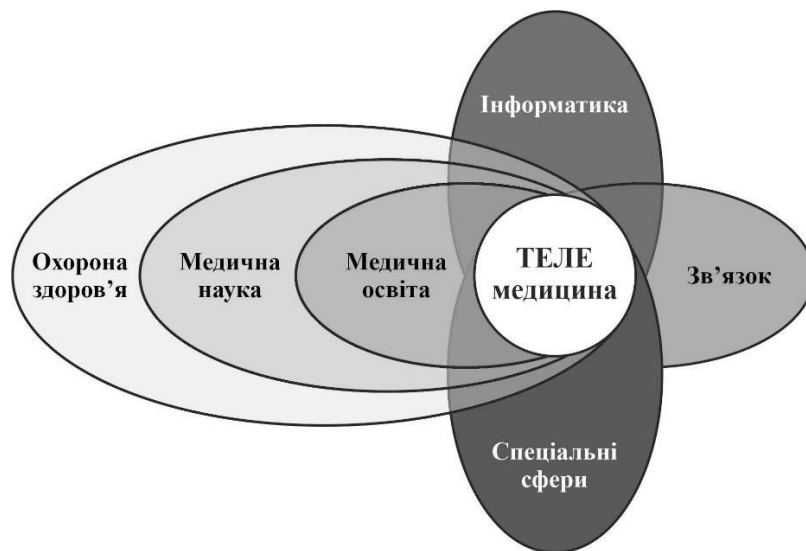 Інформатика
Охорона
здоров’я
Медична
наука
Медична
освіта
ТЕЛЕ
медицина
Зв’язок
Спеціальні
сфери